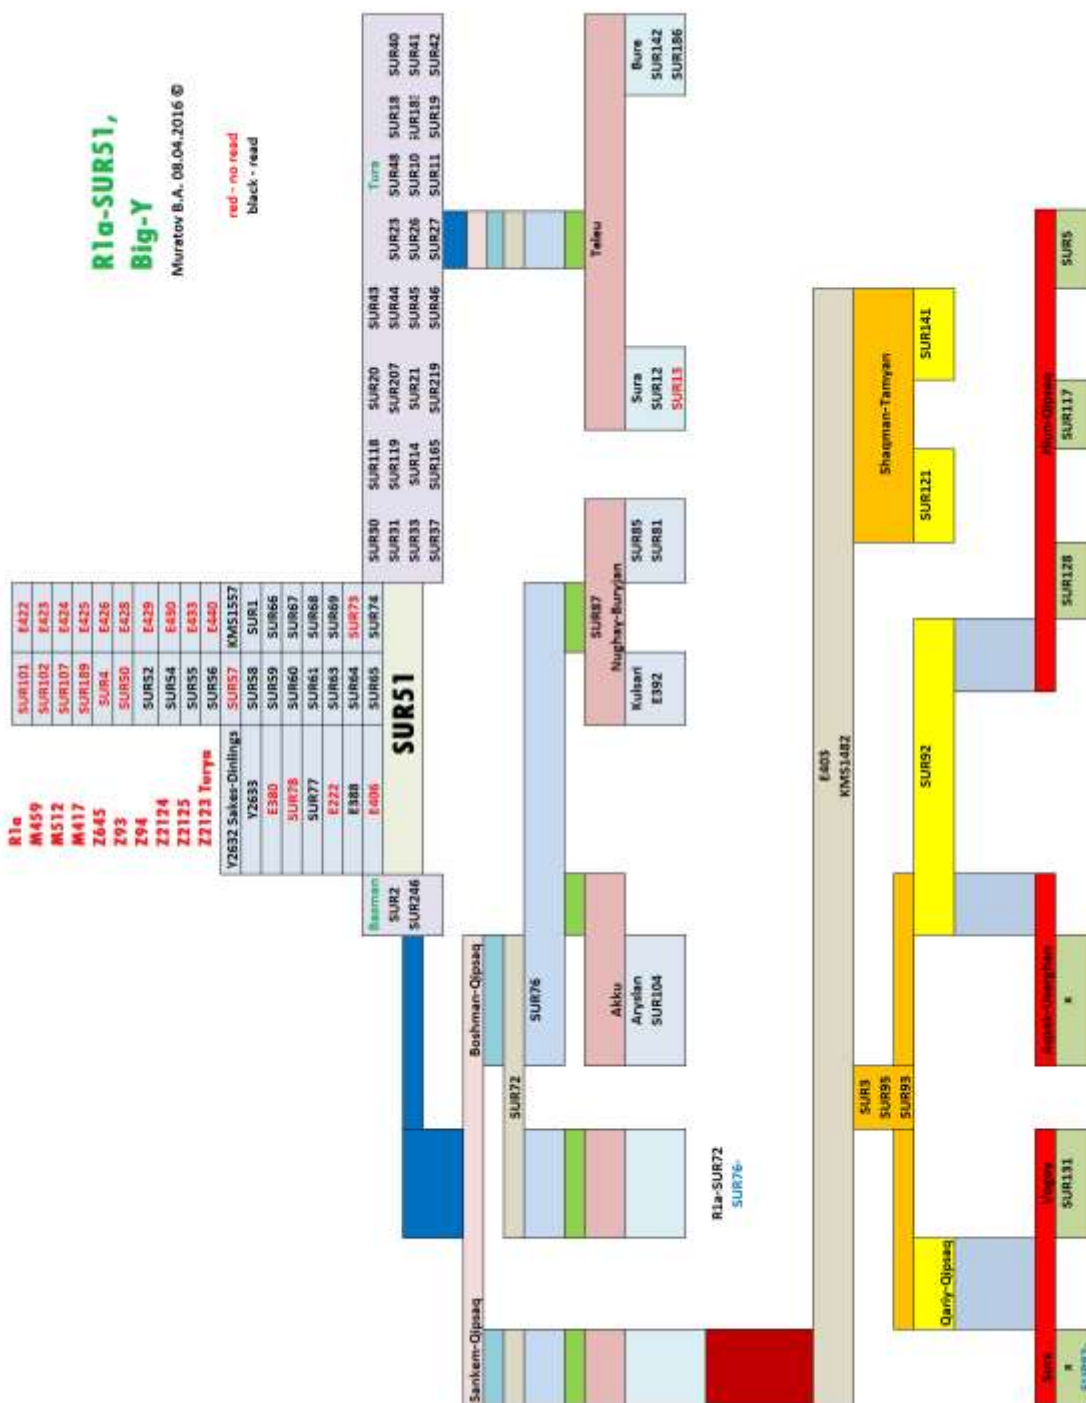 R1a-SUR51,
Big-Y
Muratov B.A. 08.04.2016 ©
red - no read
black - read
R1a
M459
M512
M417
Z645
Z93
Z94
Z2124
Z2125
Z2123 Turya
SUR101 E422
SUR102 E423
SUR107 E424
SUR189 E425
SUR4 E426
SUR50 E428
SUR52 E429
SUR54 E430
SUR55 E433
SUR56 E440
Y2632 Sakes-Dinlings SUR57 KMS1557
Y2633 SUR58 SUR1
E380 SUR59 SUR66
SUR78 SUR60 SUR67
SUR77 SUR61 SUR68
E222 SUR63 SUR69
E388 SUR64 SUR73
E406 SUR65 SUR74
SUR51
Basman
SUR2
SUR246
Tura
SUR30 SUR118 SUR20 SUR43
SUR31 SUR119 SUR207 SUR44 SUR23 SUR48 SUR18 SUR40
SUR33 SUR14 SUR21 SUR45 SUR26 SUR10 SUR183 SUR41
SUR37 SUR165 SUR219 SUR46 SUR27 SUR11 SUR19 SUR42
Sankem-Qipsaq Boshman-Qipsaq
SUR72
SUR76
Akku
Aryslan
SUR104
SUR87
Nughay-Buryjan
Kulsari
E392
SUR85
SUR81
Teleu
Sura
SUR12
SUR13
Bure
SUR142
SUR186
R1a-SUR72
SUR76-
E403
KMS1482
SUR3
SUR95
SUR93
Shaqman-Tamyan
SUR121 SUR141
Qariy-Qipsaq
SUR92
Sura
x
SUR131
x
SUR128 SUR117 SUR5